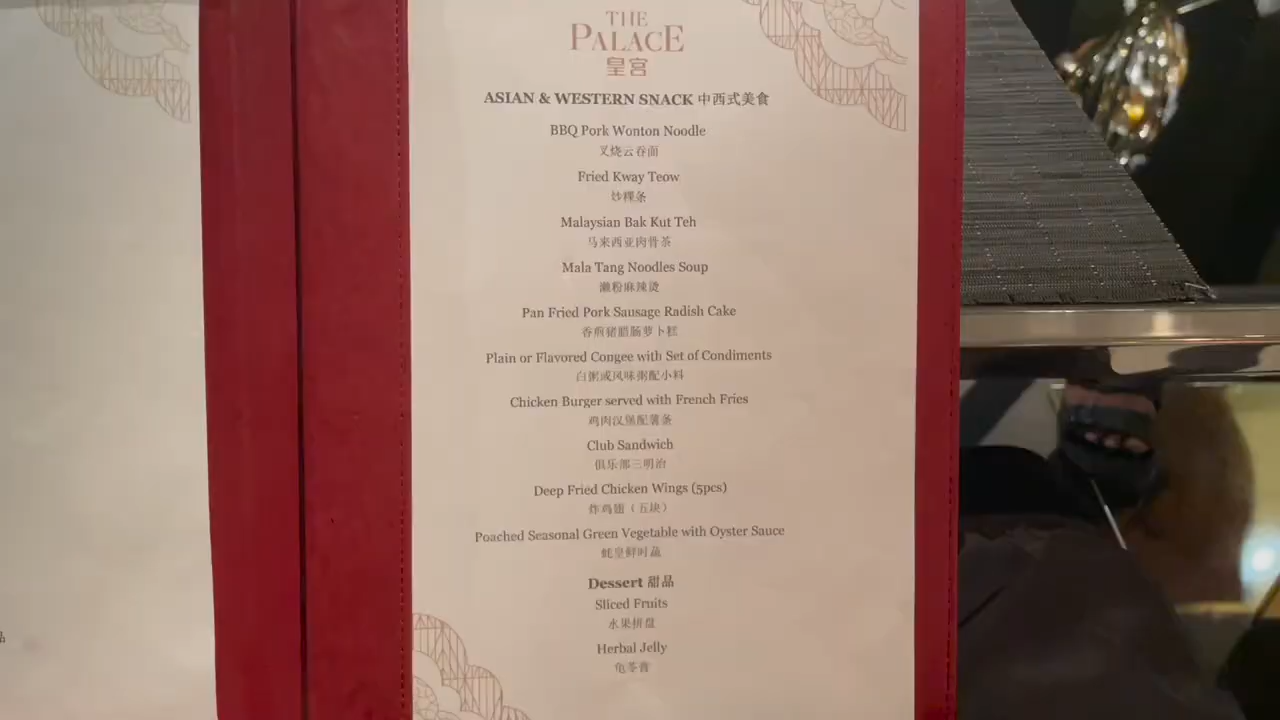 THE
PALACE
皇宫
ASIAN & WESTERN SNACK 中西式美食
BBQ Pork Wonton Noodle
叉烧云吞面
Fried Kway Teow
炒粿条
Malaysian Bak Kut Teh
马来西亚肉骨茶
Mala Tang Noodles Soup
濑粉麻辣烫
Pan Fried Pork Sausage Radish Cake
香煎猪腊肠萝卜糕
Plain or Flavored Congee with Set of Condiments
白粥或风味粥配小料
Chicken Burger served with French Fries
鸡肉汉堡配薯条
Club Sandwich
俱乐部三明治
Deep Fried Chicken Wings (5pcs)
炸鸡翅（五块）
Poached Seasonal Green Vegetable with Oyster Sauce
蚝皇鲜时蔬
Dessert 甜品
Sliced Fruits
水果拼盘
Herbal Jelly
龟苓膏